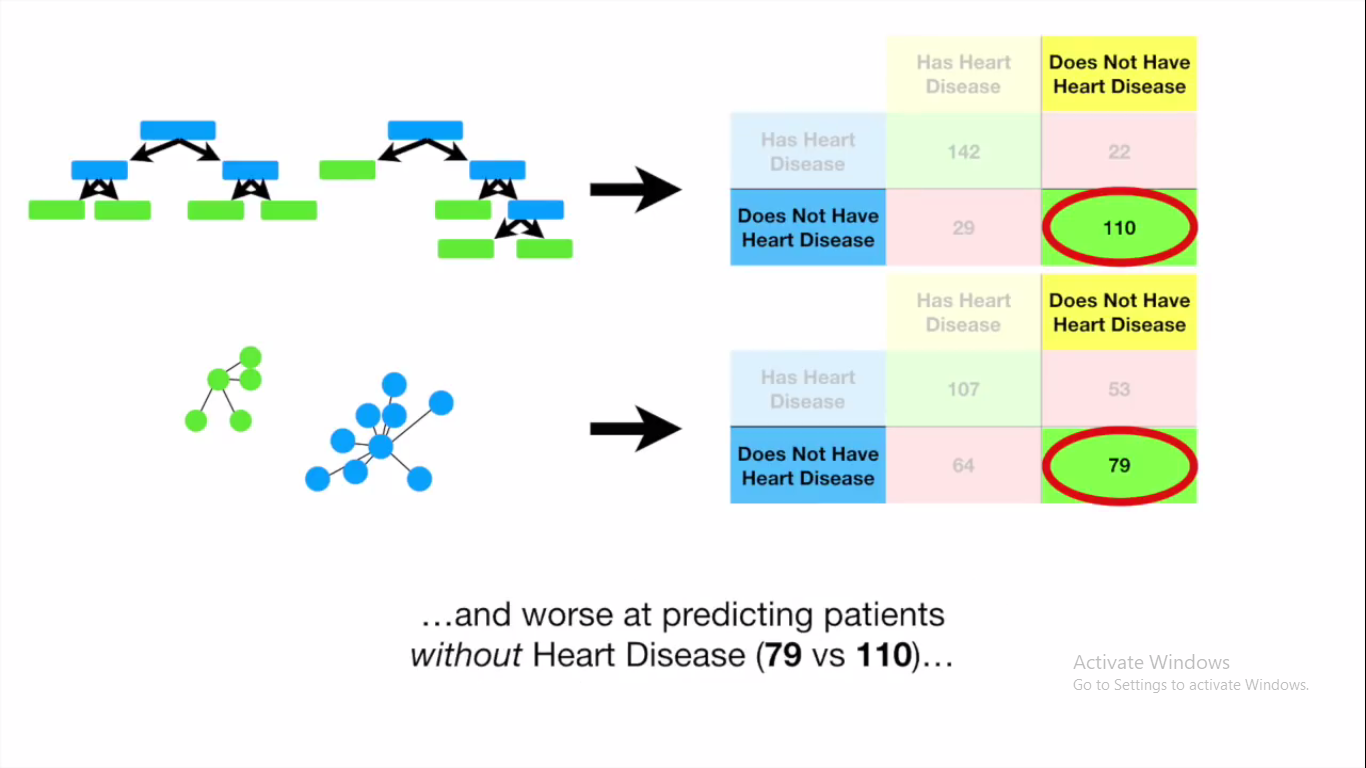 Has Heart
Disease
Does Not Have
Heart Disease
Has Heart
Disease
142
22
Does Not Have
Heart Disease
29
110
Has Heart
Disease
Does Not Have
Heart Disease
Has Heart
Disease
107
53
Does Not Have
Heart Disease
64
79
…and worse at predicting patients
without Heart Disease (79 vs 110)…
Activate Windows
Go to Settings to activate Windows.